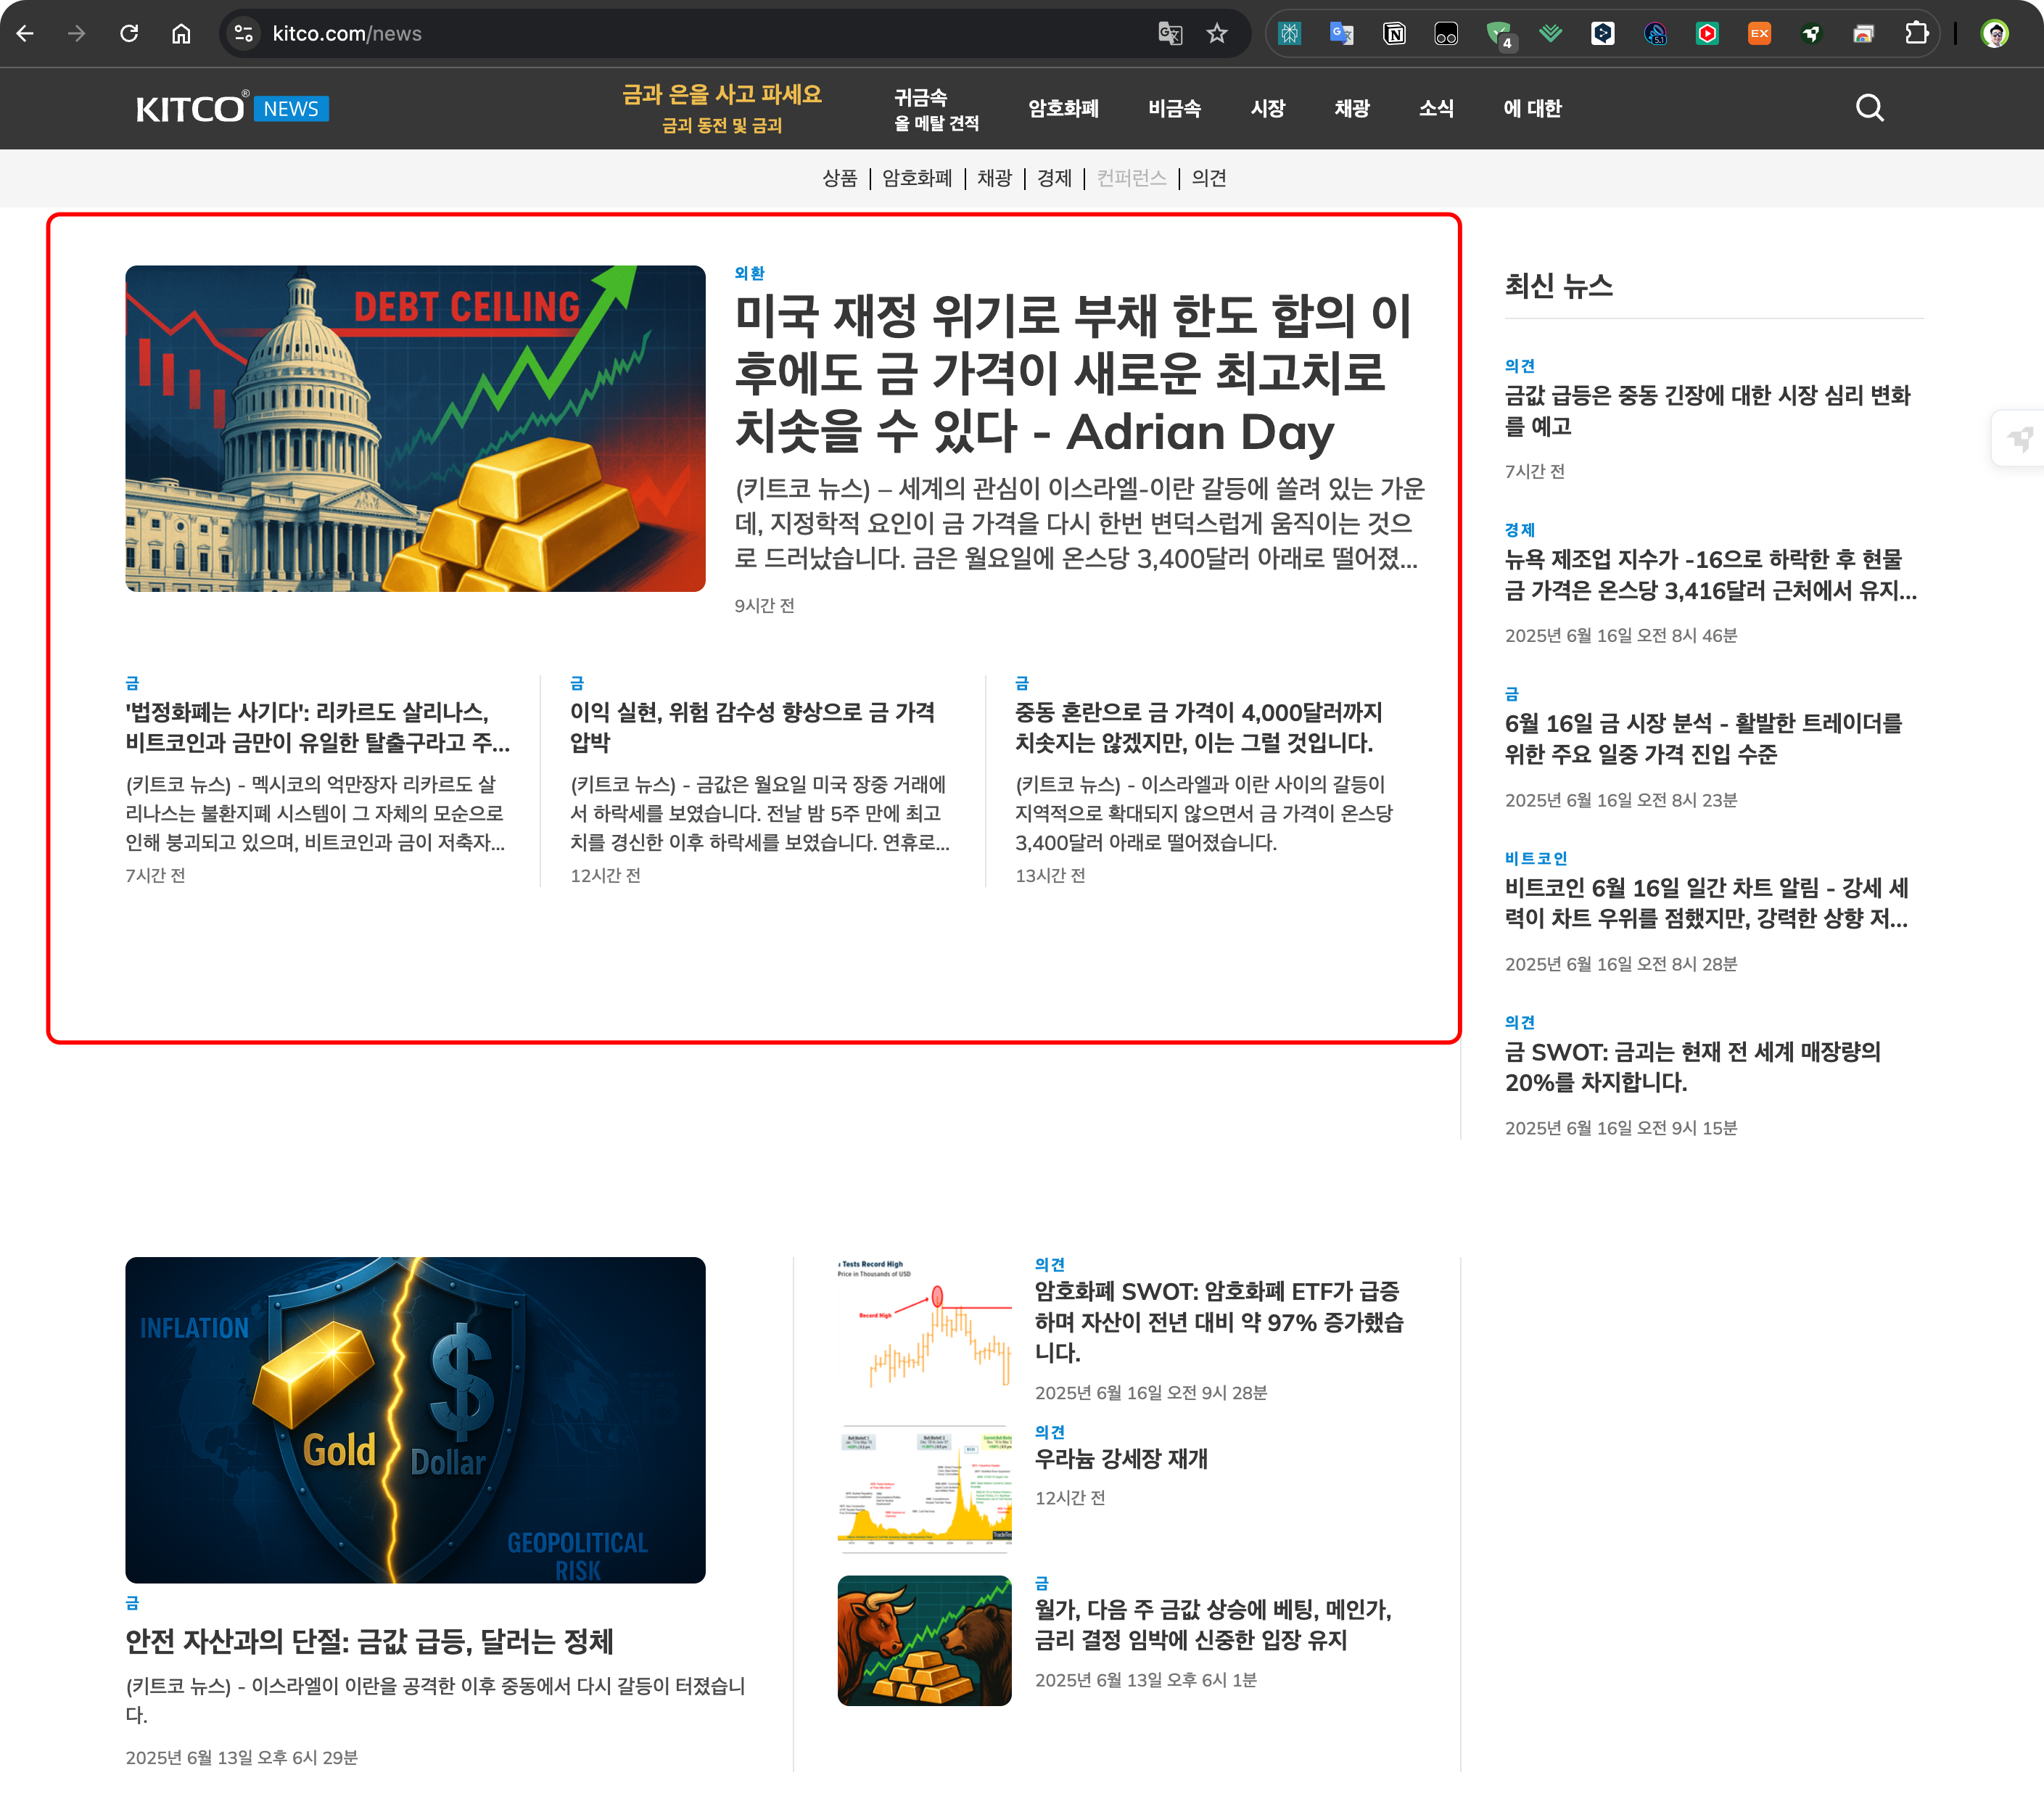 kitco.com/news
4
5.1
EX
KITCO® NEWS
금과 은을 사고 파세요
금괴 동전 및 금괴
귀금속
올 메탈 견적
암호화폐
비금속
시장
채광
소식
에 대한
상품
암호화폐
채광
경제
컨퍼런스
의견
DEBT CEILING
외환
미국 재정 위기로 부채 한도 합의 이
후에도 금 가격이 새로운 최고치로
치솟을 수 있다 - Adrian Day
(키트코 뉴스) – 세계의 관심이 이스라엘-이란 갈등에 쏠려 있는 가운
데, 지정학적 요인이 금 가격을 다시 한번 변덕스럽게 움직이는 것으
로 드러났습니다. 금은 월요일에 온스당 3,400달러 아래로 떨어졌...
9시간 전
금
'법정화폐는 사기다': 리카르도 살리나스,
비트코인과 금만이 유일한 탈출구라고 주...
(키트코 뉴스) - 멕시코의 억만장자 리카르도 살
리나스는 불환지폐 시스템이 그 자체의 모순으로
인해 붕괴되고 있으며, 비트코인과 금이 저축자...
7시간 전
금
이익 실현, 위험 감수성 향상으로 금 가격
압박
(키트코 뉴스) - 금값은 월요일 미국 장중 거래에
서 하락세를 보였습니다. 전날 밤 5주 만에 최고
치를 경신한 이후 하락세를 보였습니다. 연휴로...
12시간 전
금
중동 혼란으로 금 가격이 4,000달러까지
치솟지는 않겠지만, 이는 그럴 것입니다.
(키트코 뉴스) - 이스라엘과 이란 사이의 갈등이
지역적으로 확대되지 않으면서 금 가격이 온스당
3,400달러 아래로 떨어졌습니다.
13시간 전
최신 뉴스
의견
금값 급등은 중동 긴장에 대한 시장 심리 변화
를 예고
7시간 전
경제
뉴욕 제조업 지수가 -16으로 하락한 후 현물
금 가격은 온스당 3,416달러 근처에서 유지...
2025년 6월 16일 오전 8시 46분
금
6월 16일 금 시장 분석 - 활발한 트레이더를
위한 주요 일중 가격 진입 수준
2025년 6월 16일 오전 8시 23분
비트코인
비트코인 6월 16일 일간 차트 알림 - 강세 세
력이 차트 우위를 점했지만, 강력한 상향 저...
2025년 6월 16일 오전 8시 28분
의견
금 SWOT: 금괴는 현재 전 세계 매장량의
20%를 차지합니다.
2025년 6월 16일 오전 9시 15분
INFLATION
Gold
Dollar
GEOPOLITICAL
RISK
금
안전 자산과의 단절: 금값 급등, 달러는 정체
(키트코 뉴스) - 이스라엘이 이란을 공격한 이후 중동에서 다시 갈등이 터졌습니
다.
2025년 6월 13일 오후 6시 29분
Tests Record High
Price in Thousands of USD
Record High
의견
암호화폐 SWOT: 암호화폐 ETF가 급증
하며 자산이 전년 대비 약 97% 증가했습
니다.
2025년 6월 16일 오전 9시 28분
의견
우라늄 강세장 재개
12시간 전
금
월가, 다음 주 금값 상승에 베팅, 메인가,
금리 결정 임박에 신중한 입장 유지
2025년 6월 13일 오후 6시 1분